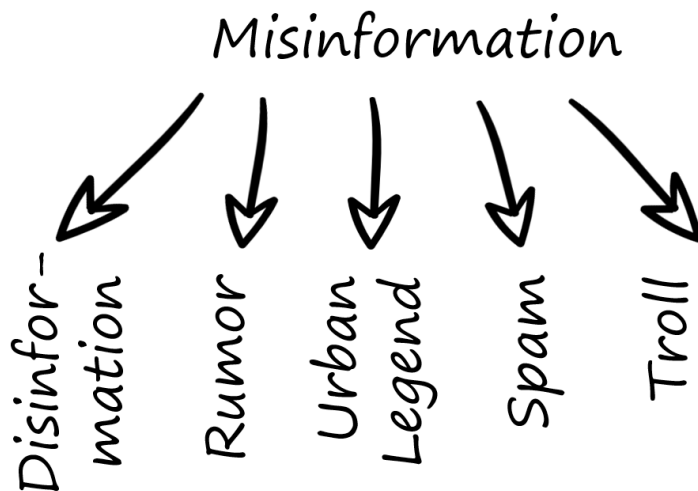 Misinformation
Disinfor-
mation
Rumor
Urban
Legend
Spam
Troll